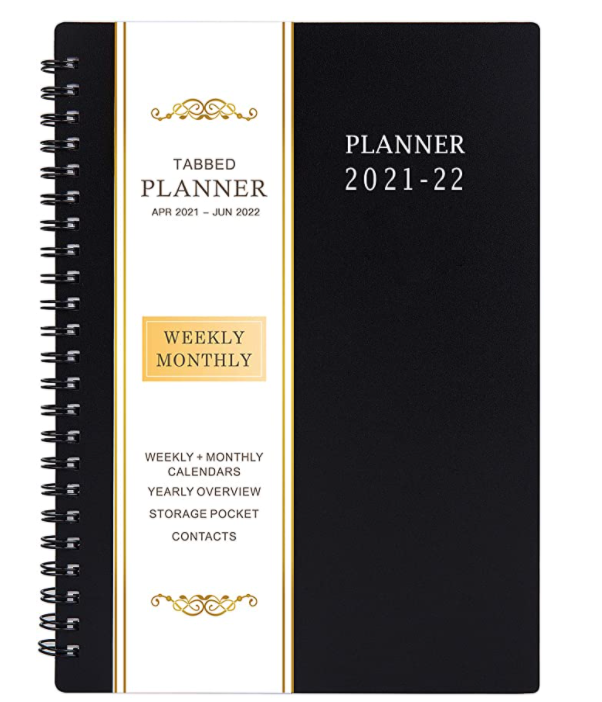 TABBED
PLANNER
APR 2021 – JUN 2022
WEEKLY
MONTHLY
WEEKLY + MONTHLY
CALENDARS
YEARLY OVERVIEW
STORAGE POCKET
CONTACTS
PLANNER
2021-22